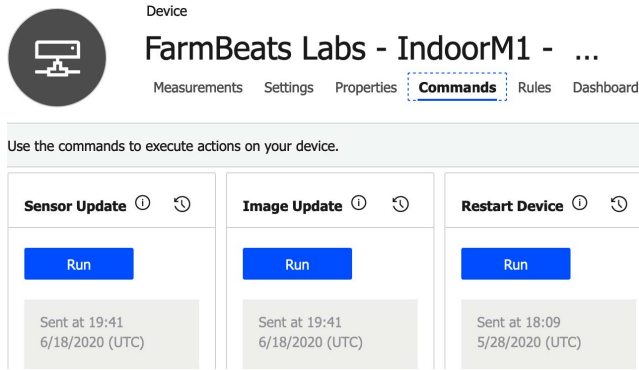 Device
FarmBeats Labs - IndoorM1 - ...
Measurements Settings Properties Commands Rules Dashboard
Use the commands to execute actions on your device.
Sensor Update
Image Update
Restart Device
Run
Run
Run
Sent at 19:41
6/18/2020 (UTC)
Sent at 19:41
6/18/2020 (UTC)
Sent at 18:09
5/28/2020 (UTC)